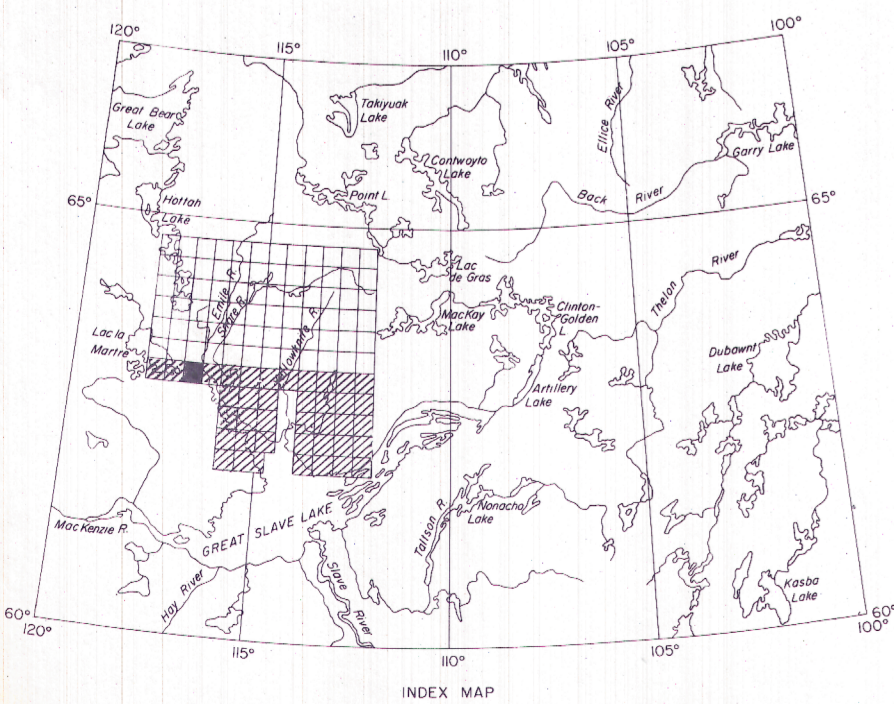 120°
115°
110°
105°
100°
Great Bear
Lake
Takiyuak
Lake
Ellice River
Contwoyto
Lake
Garry Lake
Hottah
Lake
Point L.
Back River
65°
65°
Lac
de Gras
Thelon River
Emile R.
Snare R.
Yellowknife R.
MacKay
Lake
Clinton-
Golden
L.
Lac la
Martre
Dubawnt
Lake
Artillery
Lake
MacKenzie R.
GREAT SLAVE LAKE
Taltson R.
Nonacho
Lake
Hay River
Slave
River
Kasba
Lake
60°
120°
115°
110°
105°
60°
100°
INDEX MAP